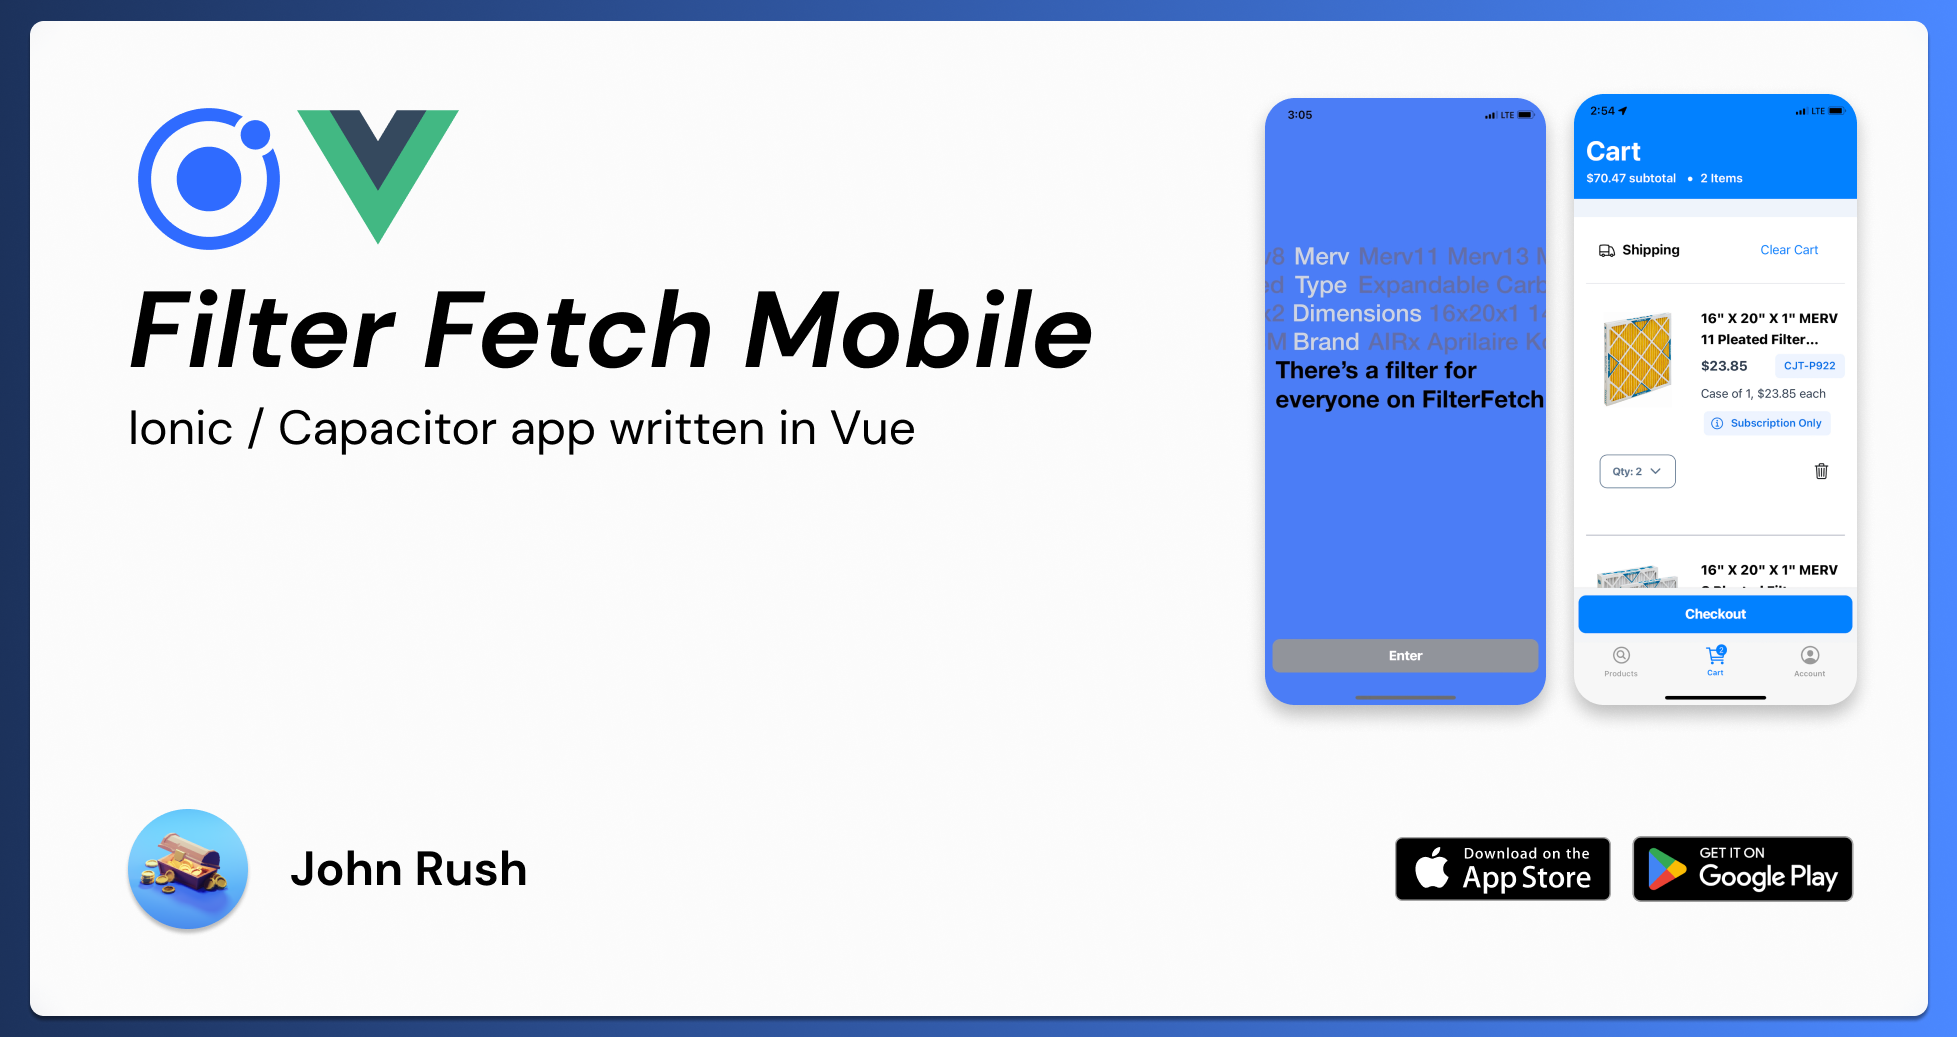 Filter Fetch Mobile
Ionic / Capacitor app written in Vue
John Rush
3:05
LTE
v8 Merv Merv11 Merv13
Type Expandable
x2 Dimensions 16x20x1
Brand AIRx Aprilaire
There's a filter for
everyone on FilterFetch
Enter
2:54
LTE
Cart
$70.47 subtotal • 2 Items
Shipping
Clear Cart
16" X 20" X 1" MERV
11 Pleated Filter...
$23.85
CJT-P922
Case of 1, $23.85 each
Subscription Only
Qty: 2
16" X 20" X 1" MERV
Checkout
2
Products
Cart
Account
Download on the
App Store
GET IT ON
Google Play